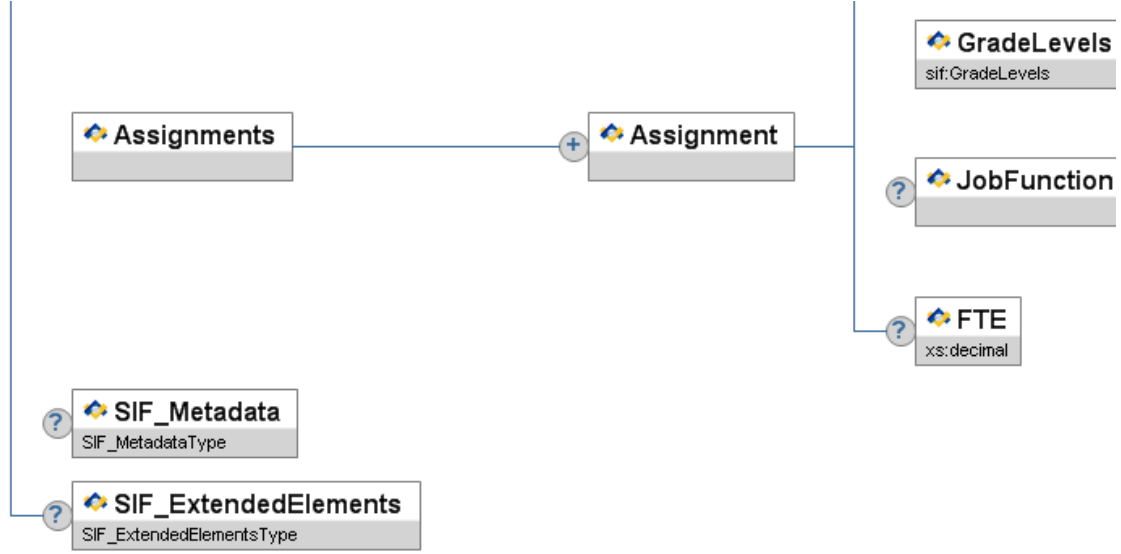 GradeLevels
sif:GradeLevels
Assignments
+
Assignment
?
JobFunction
?
FTE
xs:decimal
?
SIF_Metadata
SIF_MetadataType
?
SIF_ExtendedElements
SIF_ExtendedElementsType